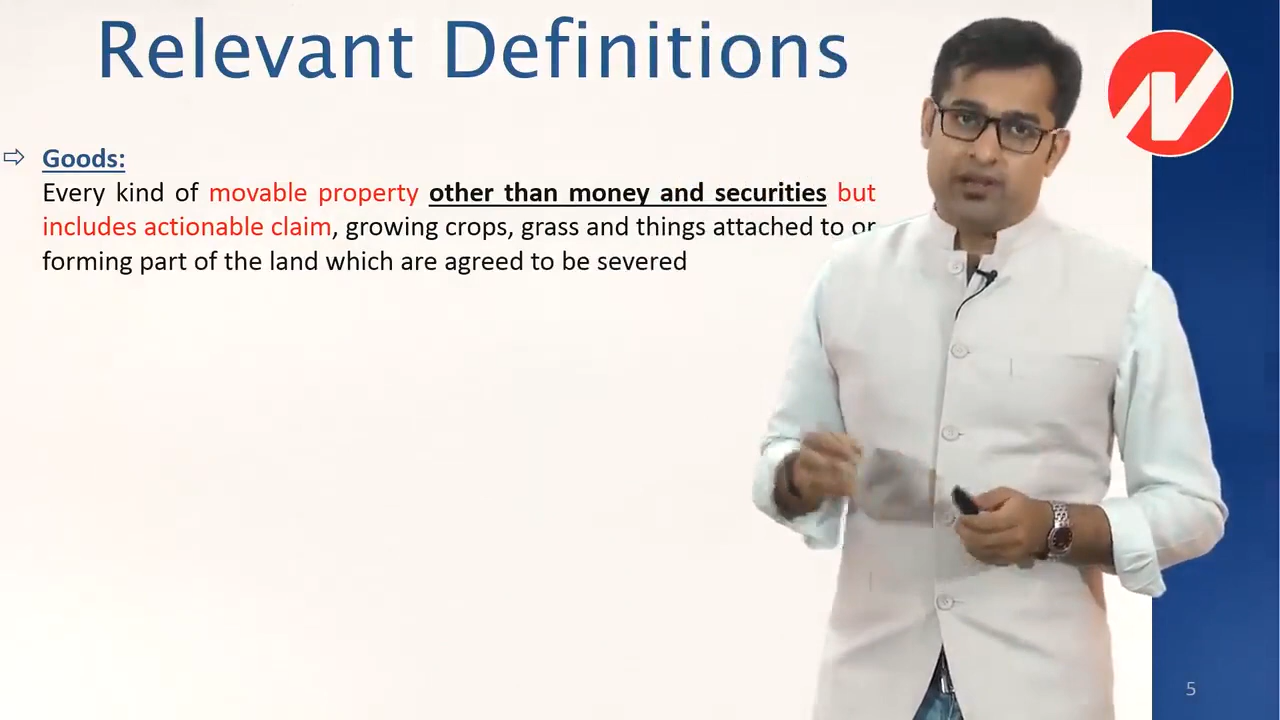 Relevant Definitions
⇨ Goods:
Every kind of movable property other than money and securities but
includes actionable claim, growing crops, grass and things attached to or
forming part of the land which are agreed to be severed
5